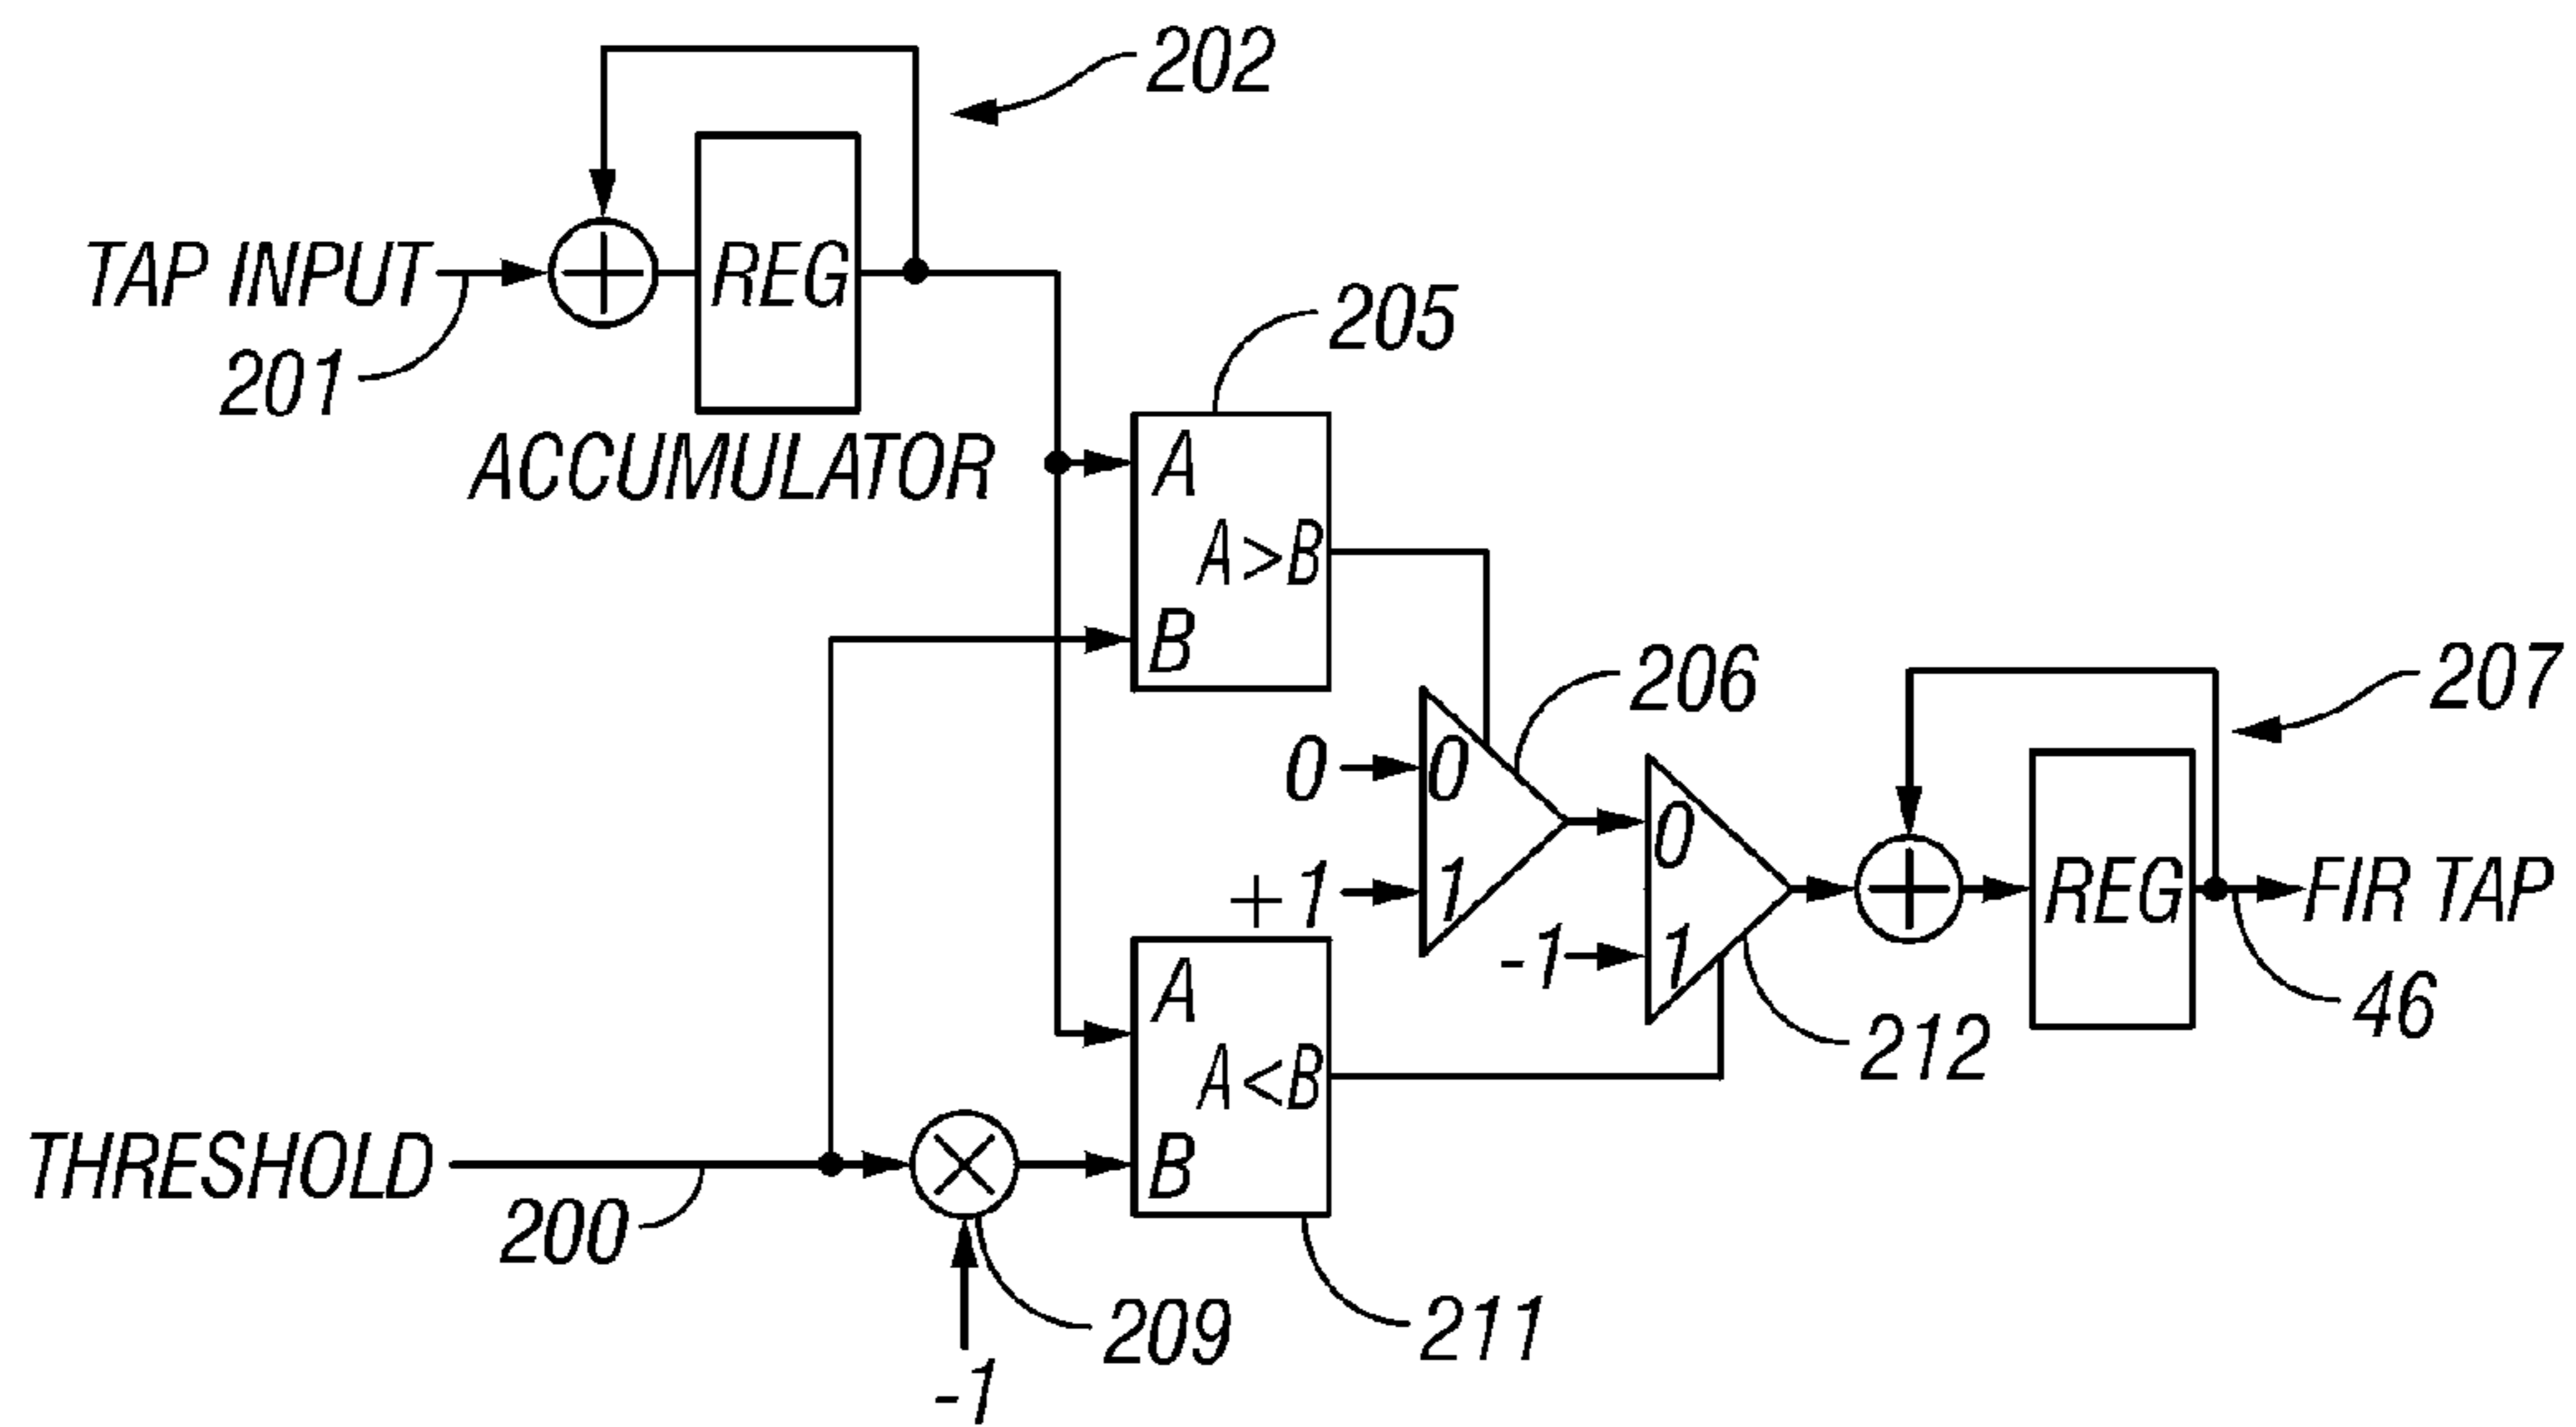 202
TAP INPUT
REG
201
205
ACCUMULATOR
A
A>B
B
206
207
0
0
0
+1
1
REG
FIR TAP
-1
1
46
A
A<B
212
THRESHOLD
B
200
209
211
-1